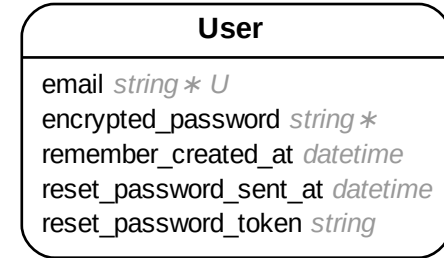 User
email string∗ U
encrypted_password string∗
remember_created_at datetime
reset_password_sent_at datetime
reset_password_token string